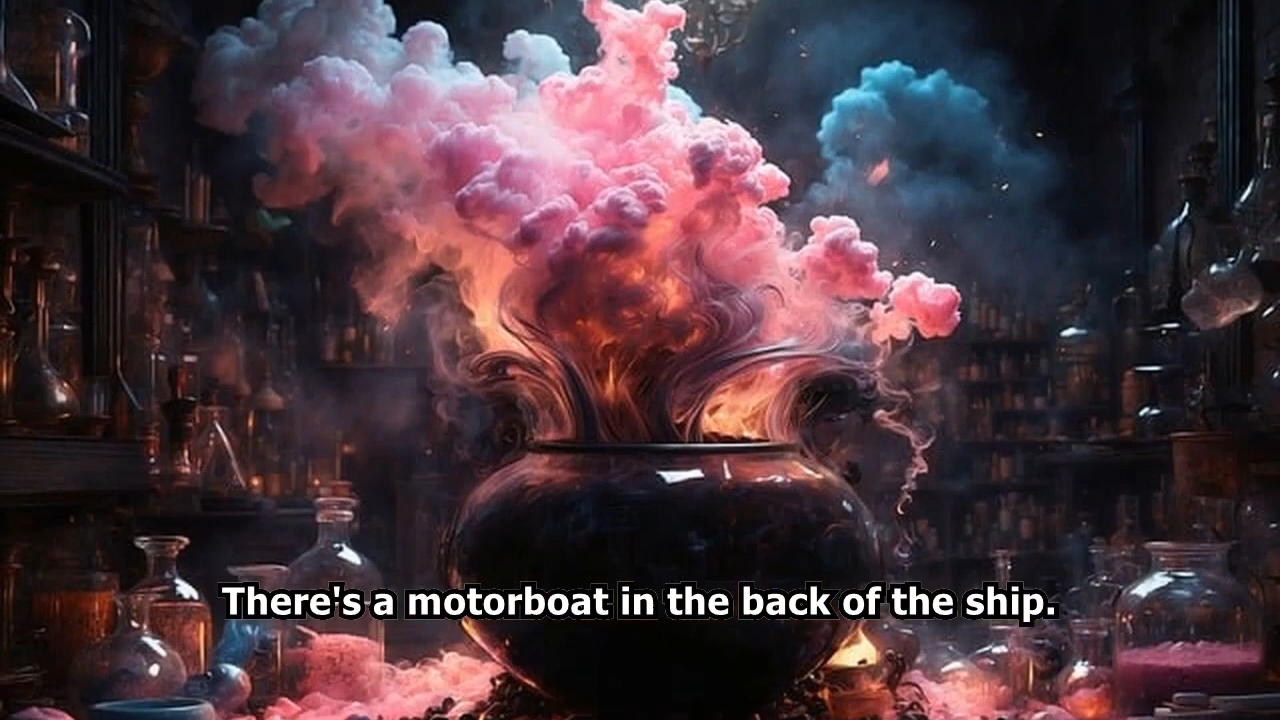 There's a motorboat in the back of the ship.